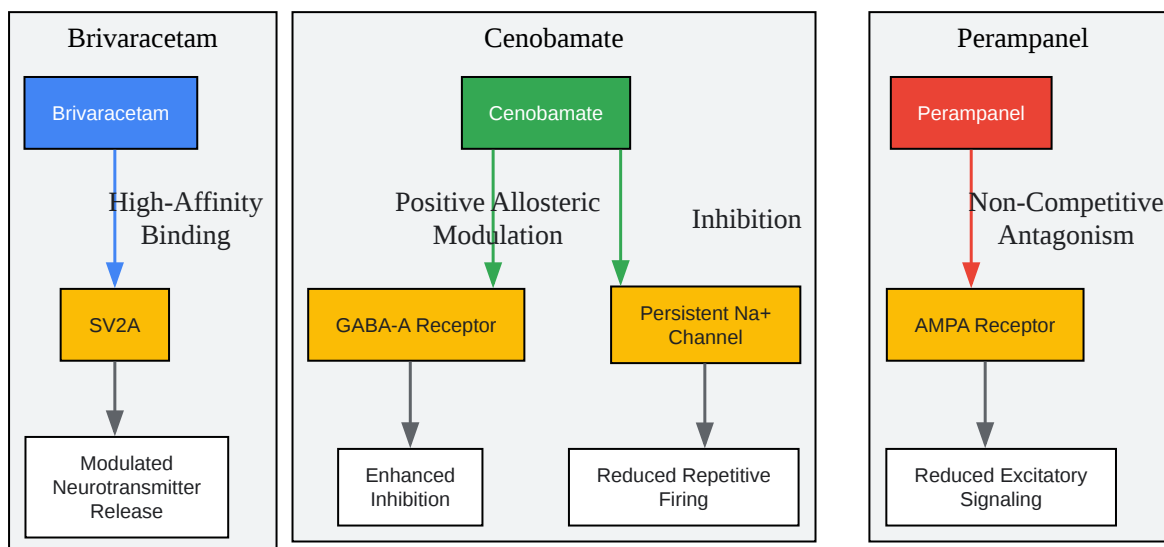 Brivaracetam
Brivaracetam
High-Affinity
Binding
SV2A
Modulated
Neurotransmitter
Release
Cenobamate
Cenobamate
Positive Allosteric
Modulation
Inhibition
GABA-A Receptor
Persistent Na+
Channel
Enhanced
Inhibition
Reduced Repetitive
Firing
Perampanel
Perampanel
Non-Competitive
Antagonism
AMPA Receptor
Reduced Excitatory
Signaling